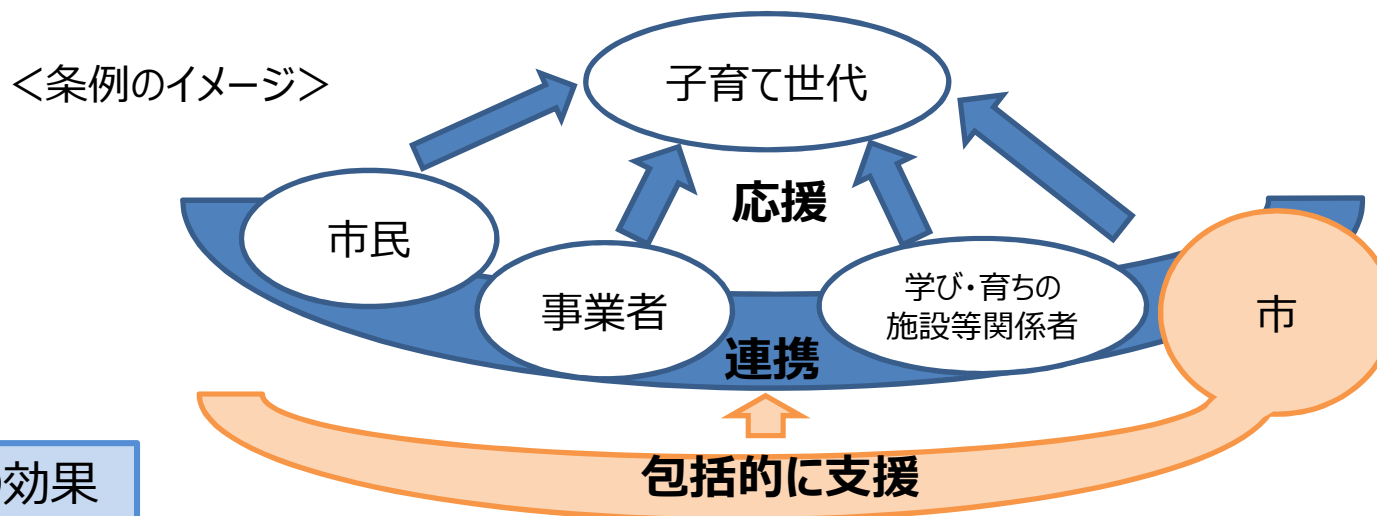 ＜条例のイメージ＞
子育て世代
応援
市民
事業者
学び・育ちの
施設等関係者
市
連携
包括的に支援
効果